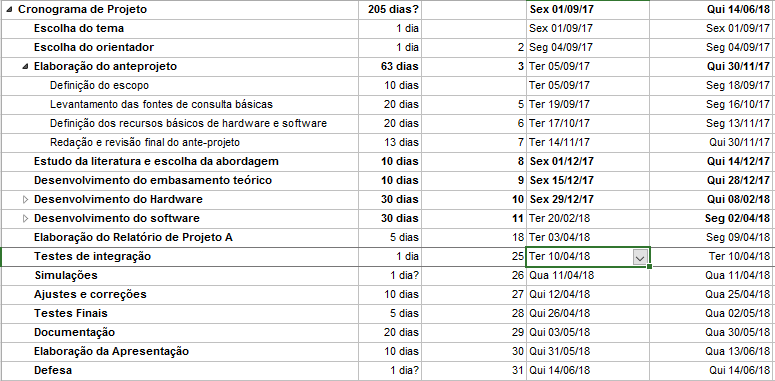 Cronograma de Projeto 205 dias? Sex 01/09/17 Qui 14/06/18
Escolha do tema 1 dia Sex 01/09/17 Sex 01/09/17
Escolha do orientador 1 dia 2 Seg 04/09/17 Seg 04/09/17
Elaboração do anteprojeto 63 dias 3 Ter 05/09/17 Qui 30/11/17
Definição do escopo 10 dias Ter 05/09/17 Seg 18/09/17
Levantamento das fontes de consulta básicas 20 dias 5 Ter 19/09/17 Seg 16/10/17
Definição dos recursos básicos de hardware e software 20 dias 6 Ter 17/10/17 Seg 13/11/17
Redação e revisão final do ante-projeto 13 dias 7 Ter 14/11/17 Qui 30/11/17
Estudo da literatura e escolha da abordagem 10 dias 8 Sex 01/12/17 Qui 14/12/17
Desenvolvimento do embasamento teórico 10 dias 9 Sex 15/12/17 Qui 28/12/17
Desenvolvimento do Hardware 30 dias 10 Sex 29/12/17 Qui 08/02/18
Desenvolvimento do software 30 dias 11 Ter 20/02/18 Seg 02/04/18
Elaboração do Relatório de Projeto A 5 dias 18 Ter 03/04/18 Seg 09/04/18
Testes de integração 1 dia 25 Ter 10/04/18 Ter 10/04/18
Simulações 1 dia? 26 Qua 11/04/18 Qua 11/04/18
Ajustes e correções 10 dias 27 Qui 12/04/18 Qua 25/04/18
Testes Finais 5 dias 28 Qui 26/04/18 Qua 02/05/18
Documentação 20 dias 29 Qui 03/05/18 Qua 30/05/18
Elaboração da Apresentação 10 dias 30 Qui 31/05/18 Qua 13/06/18
Defesa 1 dia? 31 Qui 14/06/18 Qui 14/06/18